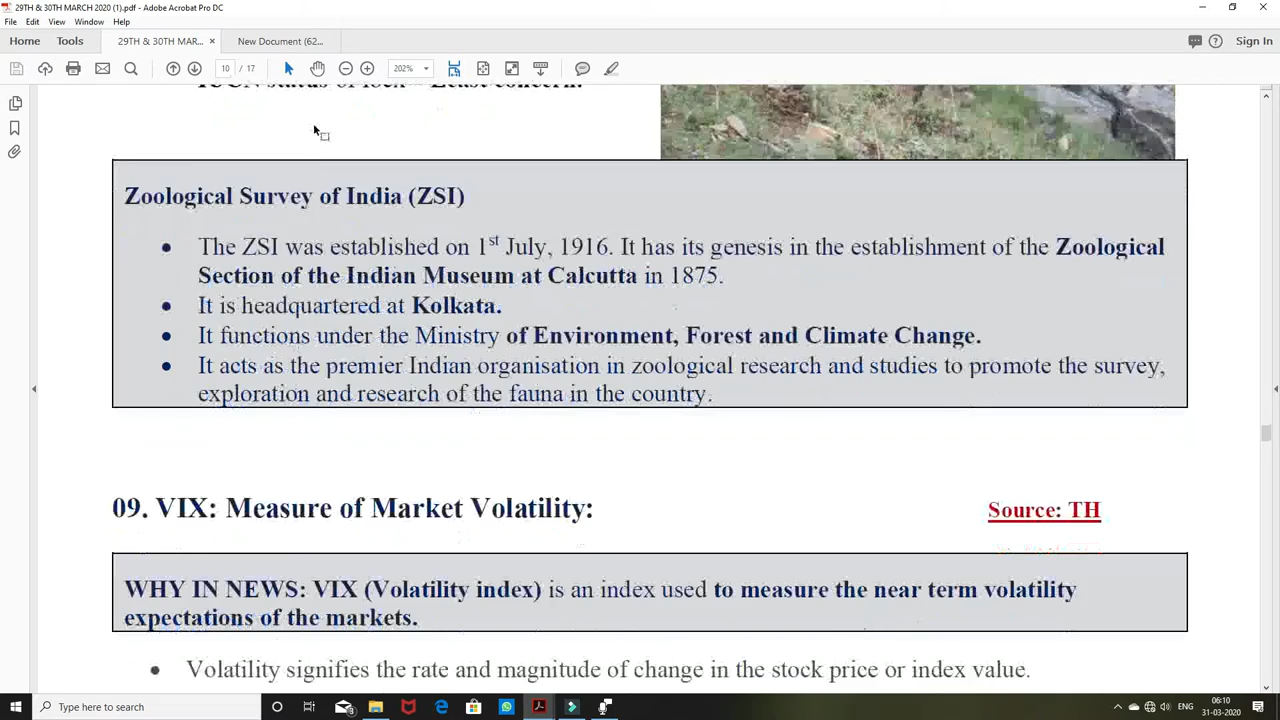 29TH & 30TH MARCH 2020 (1).pdf - Adobe Acrobat Pro DC
File Edit View Window Help
Home Tools 29TH & 30TH MAR... × New Document (62... Sign In
10 / 17 202%
IUCN status of fox – Least concern.
Zoological Survey of India (ZSI)
• The ZSI was established on 1st July, 1916. It has its genesis in the establishment of the Zoological
Section of the Indian Museum at Calcutta in 1875.
• It is headquartered at Kolkata.
• It functions under the Ministry of Environment, Forest and Climate Change.
• It acts as the premier Indian organisation in zoological research and studies to promote the survey,
exploration and research of the fauna in the country.
09. VIX: Measure of Market Volatility: Source: TH
WHY IN NEWS: VIX (Volatility index) is an index used to measure the near term volatility
expectations of the markets.
• Volatility signifies the rate and magnitude of change in the stock price or index value.
Type here to search ENG 06:10
31-03-2020